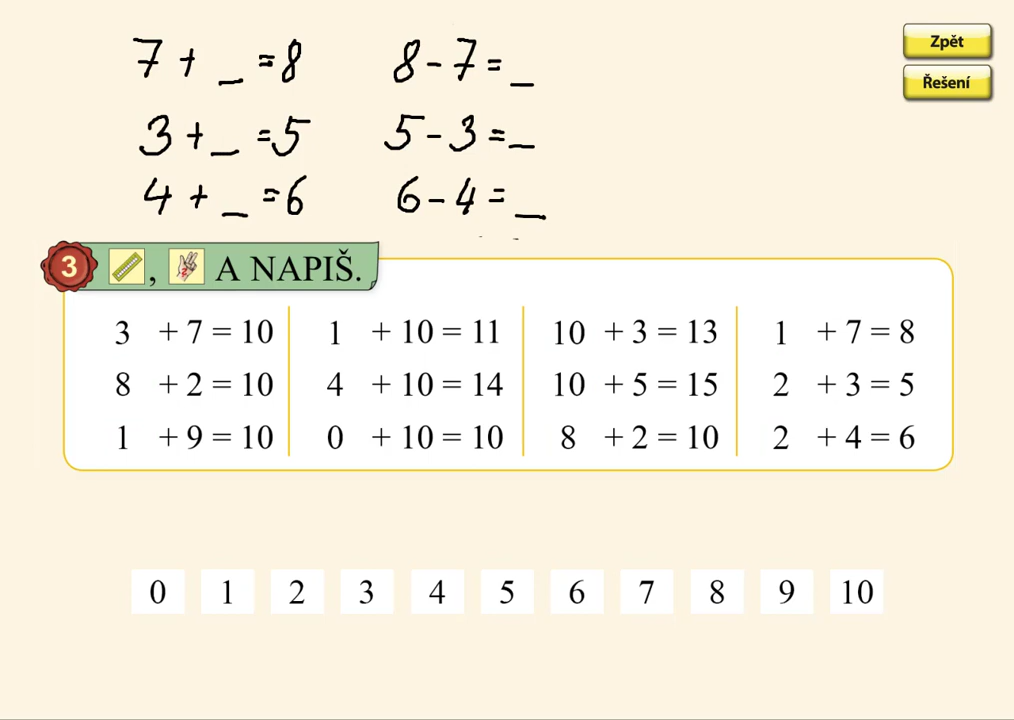 7 + _ = 8 8 - 7 = _
Zpět
Řešení
3 + _ = 5 5 - 3 = _
4 + _ = 6 6 - 4 = _
3 , A NAPIŠ.
3 + 7 = 10 1 + 10 = 11 10 + 3 = 13 1 + 7 = 8
8 + 2 = 10 4 + 10 = 14 10 + 5 = 15 2 + 3 = 5
1 + 9 = 10 0 + 10 = 10 8 + 2 = 10 2 + 4 = 6
0 1 2 3 4 5 6 7 8 9 10